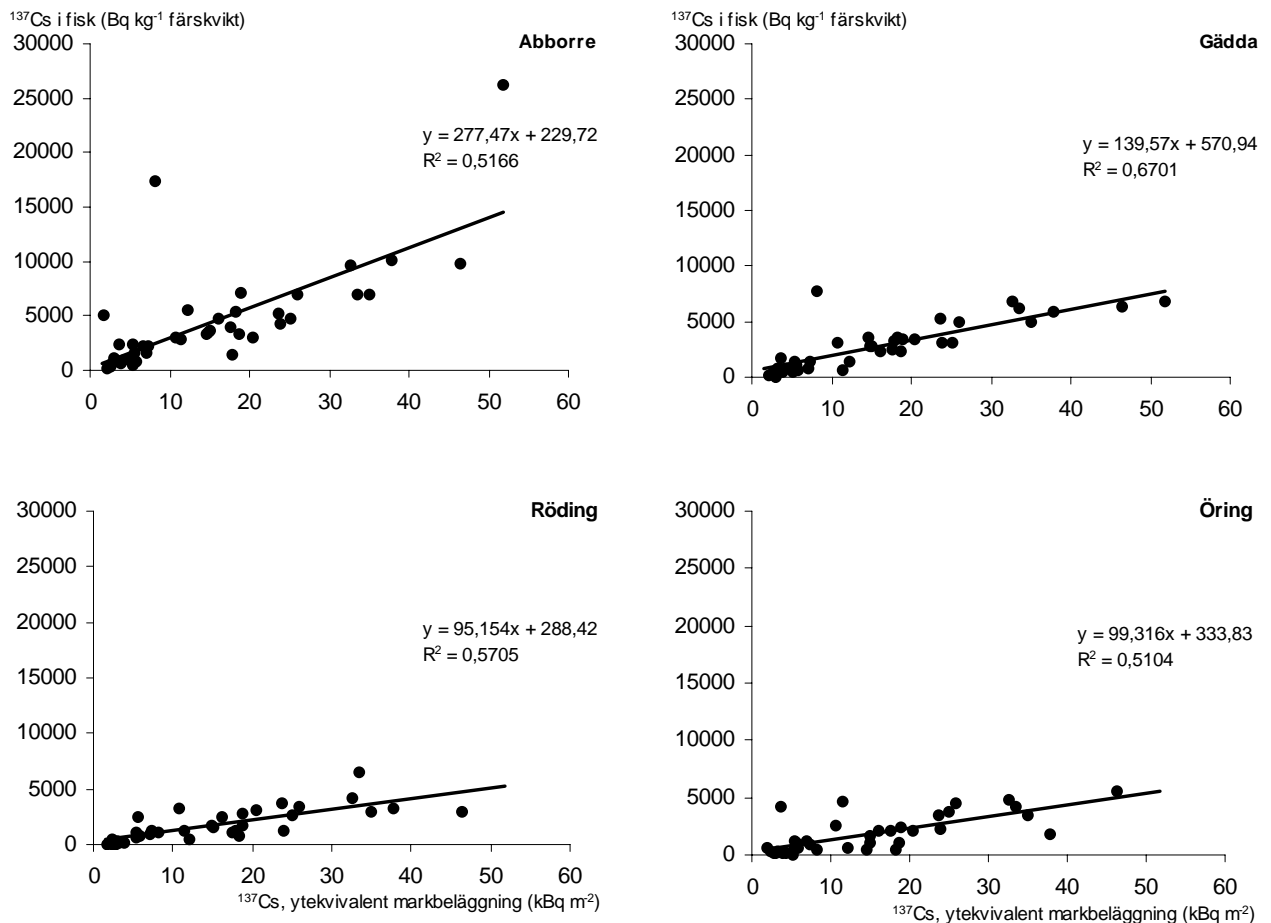 ¹³⁷Cs i fisk (Bq kg⁻¹ färskvikt)
Abborre
30000
25000
20000
15000
10000
5000
0
y = 277,47x + 229,72
R² = 0,5166
0 10 20 30 40 50 60
¹³⁷Cs i fisk (Bq kg⁻¹ färskvikt)
Gädda
30000
25000
20000
15000
10000
5000
0
y = 139,57x + 570,94
R² = 0,6701
0 10 20 30 40 50 60
Röding
30000
25000
20000
15000
10000
5000
0
y = 95,154x + 288,42
R² = 0,5705
0 10 20 30 40 50 60
¹³⁷Cs, ytekvivalent markbeläggning (kBq m⁻²)
Öring
30000
25000
20000
15000
10000
5000
0
y = 99,316x + 333,83
R² = 0,5104
0 10 20 30 40 50 60
¹³⁷Cs, ytekvivalent markbeläggning (kBq m⁻²)